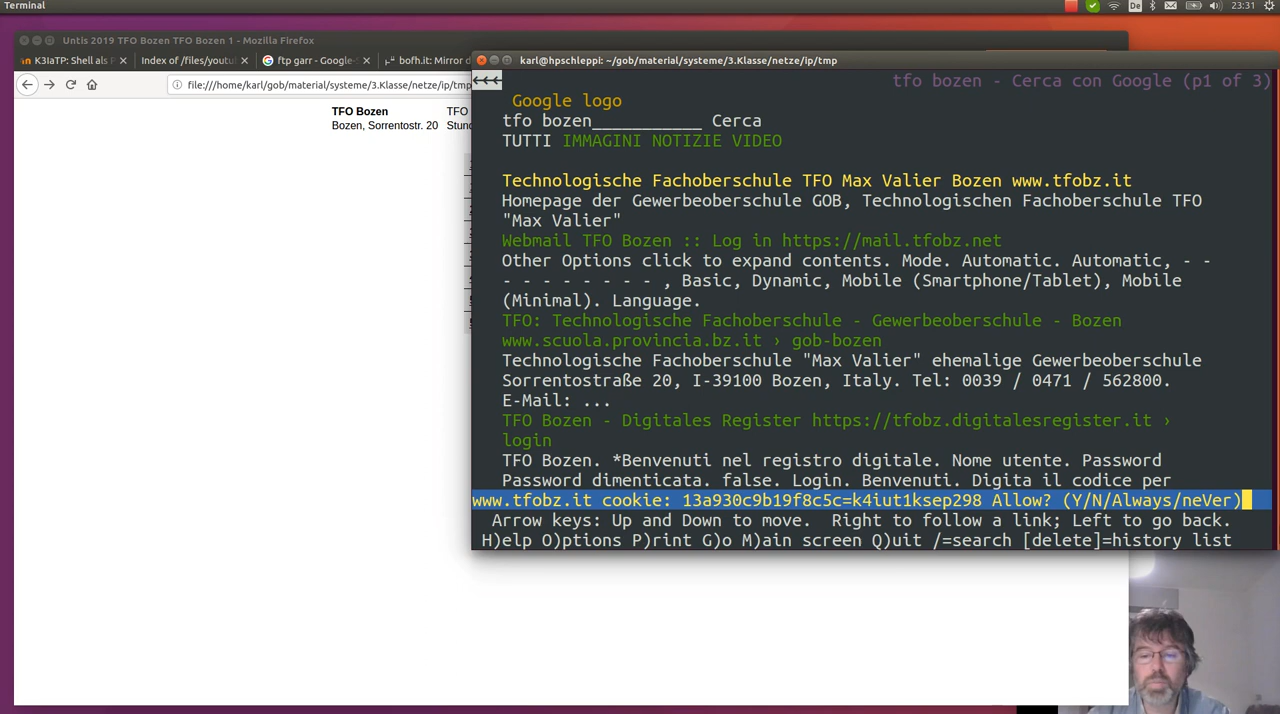 Terminal
De
23:31
Untis 2019 TFO Bozen TFO Bozen 1 - Mozilla Firefox
K3IaTP: Shell als F
Index of /files/youtu
ftp garr - Google-S
bofh.it: Mirror d
file:///home/karl/gob/material/systeme/3.Klasse/netze/ip/tmp
TFO Bozen
Bozen, Sorrentostr. 20
TFO
Stund
karl@hpschleppi: ~/gob/material/systeme/3.Klasse/netze/ip/tmp
<<< tfo bozen - Cerca con Google (p1 of 3)
Google logo
tfo bozen___________ Cerca
TUTTI IMMAGINI NOTIZIE VIDEO
Technologische Fachoberschule TFO Max Valier Bozen www.tfobz.it
Homepage der Gewerbeoberschule GOB, Technologischen Fachoberschule TFO
"Max Valier"
Webmail TFO Bozen :: Log in https://mail.tfobz.net
Other Options click to expand contents. Mode. Automatic. Automatic, - -
- - - - - - - - , Basic, Dynamic, Mobile (Smartphone/Tablet), Mobile
(Minimal). Language.
TFO: Technologische Fachoberschule - Gewerbeoberschule - Bozen
www.scuola.provincia.bz.it › gob-bozen
Technologische Fachoberschule "Max Valier" ehemalige Gewerbeoberschule
Sorrentostraße 20, I-39100 Bozen, Italy. Tel: 0039 / 0471 / 562800.
E-Mail: ...
TFO Bozen - Digitales Register https://tfobz.digitalesregister.it ›
login
TFO Bozen. *Benvenuti nel registro digitale. Nome utente. Password
Password dimenticata. false. Login. Benvenuti. Digita il codice per
www.tfobz.it cookie: 13a930c9b19f8c5c=k4iut1ksep298 Allow? (Y/N/Always/neVer)
Arrow keys: Up and Down to move. Right to follow a link; Left to go back.
H)elp O)ptions P)rint G)o M)ain screen Q)uit /=search [delete]=history list